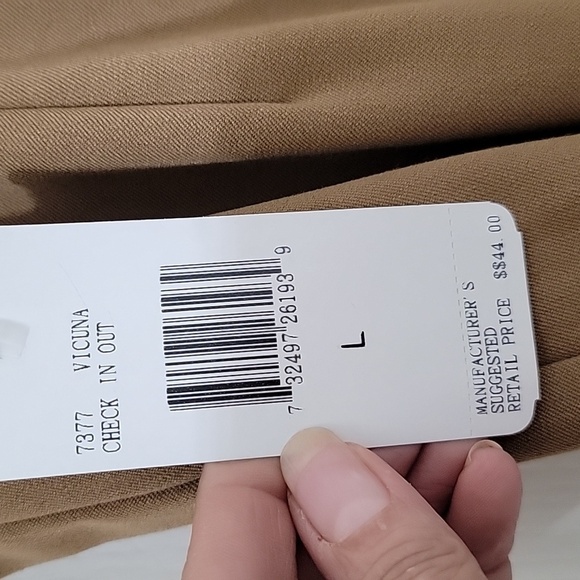 7377 VICUNA
CHECK IN OUT
7 32497 26193 9
L
MANUFACTURER'S
SUGGESTED
RETAIL PRICE $$44.00